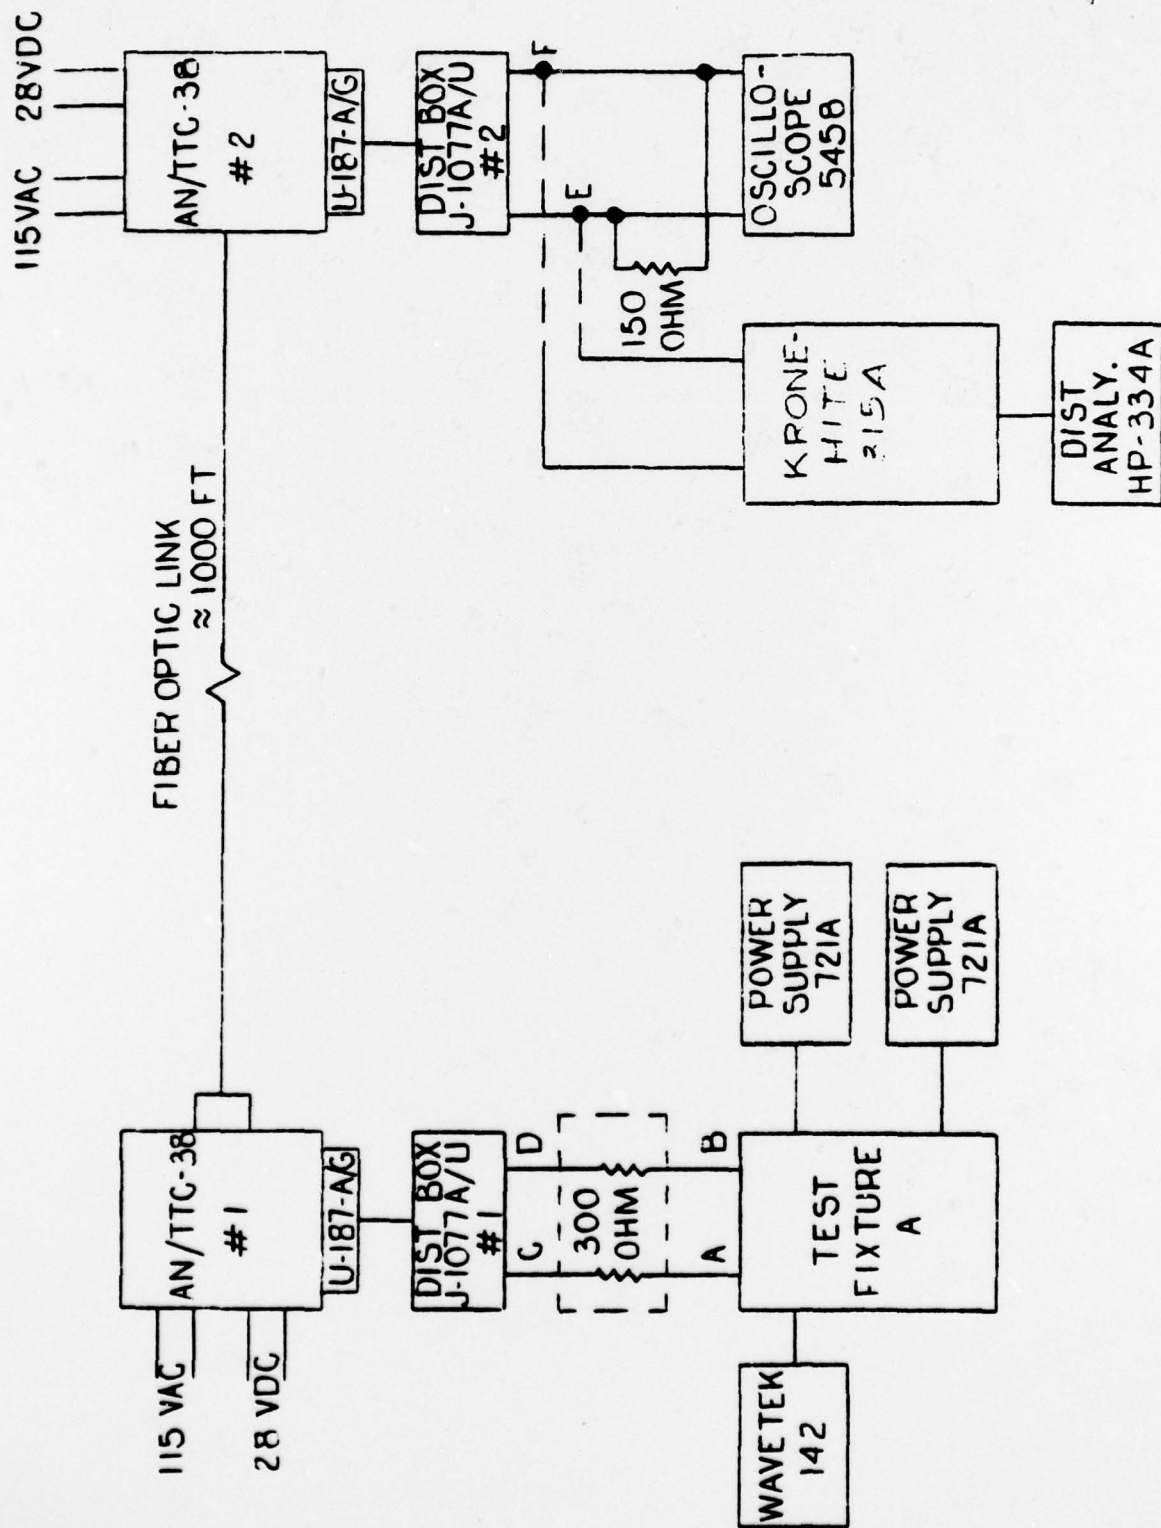 115 VAC
28 VDC
AN/TTC-38
#1
U-187-A/G
DIST BOX
J-1077A/U
#1
C
D
300
OHM
A
B
TEST
FIXTURE
A
WAVETEK
142
POWER
SUPPLY
721A
POWER
SUPPLY
721A
FIBER OPTIC LINK
≈ 1000 FT
115VAC
28VDC
AN/TTC-38
#2
U-187-A/G
DIST BOX
J-1077A/U
#2
E
F
150
OHM
OSCILLO-
SCOPE
5458
KRONE-
HITE
315A
DIST
ANALY.
HP-334A